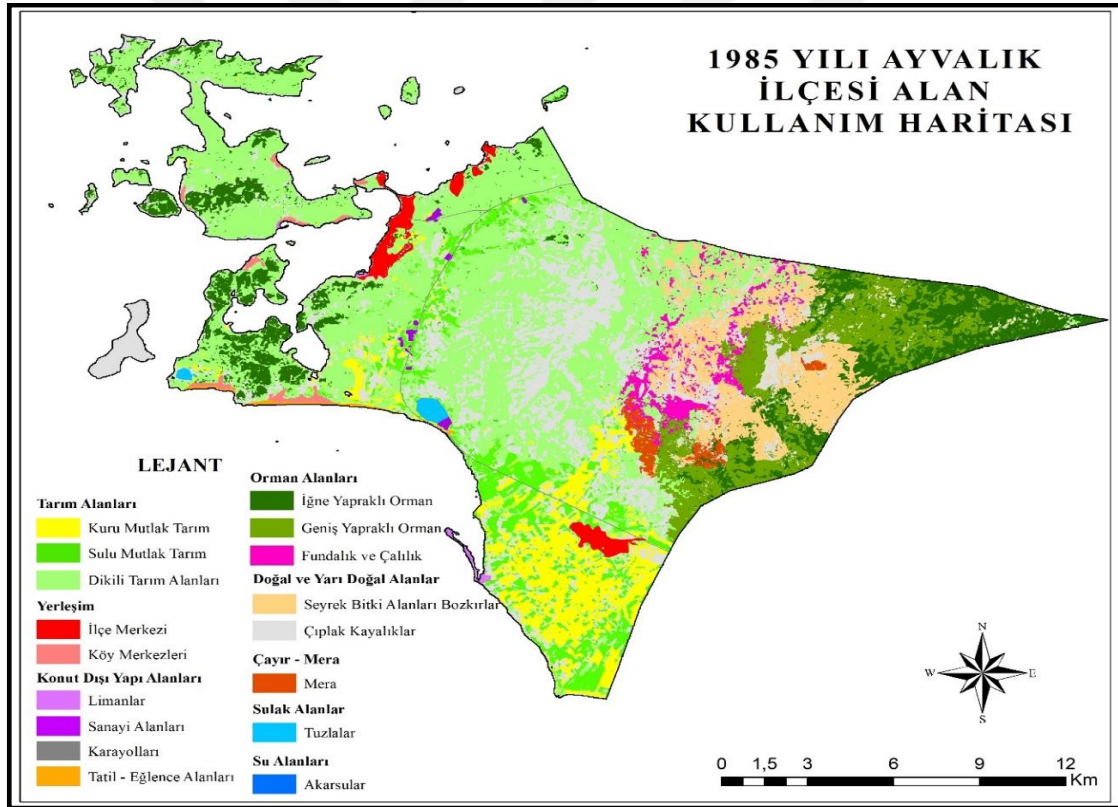 1985 YILI AYVALIK
İLÇESİ ALAN
KULLANIM HARİTASI
LEJANT
Tarım Alanları
Kuru Mutlak Tarım
Sulu Mutlak Tarım
Dikili Tarım Alanları
Yerleşim
İlçe Merkezi
Köy Merkezleri
Konut Dışı Yapı Alanları
Limanlar
Sanayi Alanları
Karayolları
Tatil - Eğlence Alanları
Orman Alanları
İğne Yapraklı Orman
Geniş Yapraklı Orman
Fundalık ve Çalılık
Doğal ve Yarı Doğal Alanlar
Seyrek Bitki Alanları Bozkırlar
Çıplak Kayalıklar
Çayır - Mera
Mera
Sulak Alanlar
Tuzlalar
Su Alanları
Akarsular
N
W E
S
0 1,5 3 6 9 12
Km